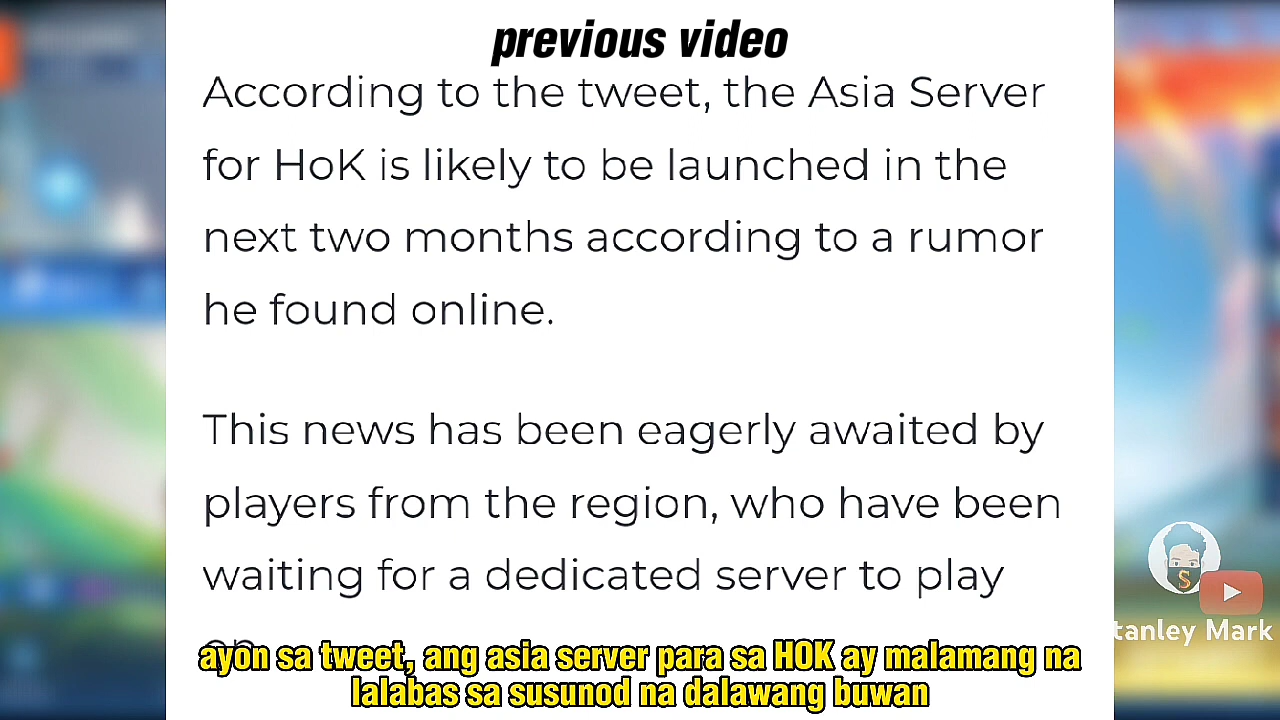 previous video
According to the tweet, the Asia Server
for HoK is likely to be launched in the
next two months according to a rumor
he found online.
This news has been eagerly awaited by
players from the region, who have been
waiting for a dedicated server to play
on
ayon sa tweet, ang asia server para sa HOK ay malamang na
lalabas sa susunod na dalawang buwan
S
tanley Mark